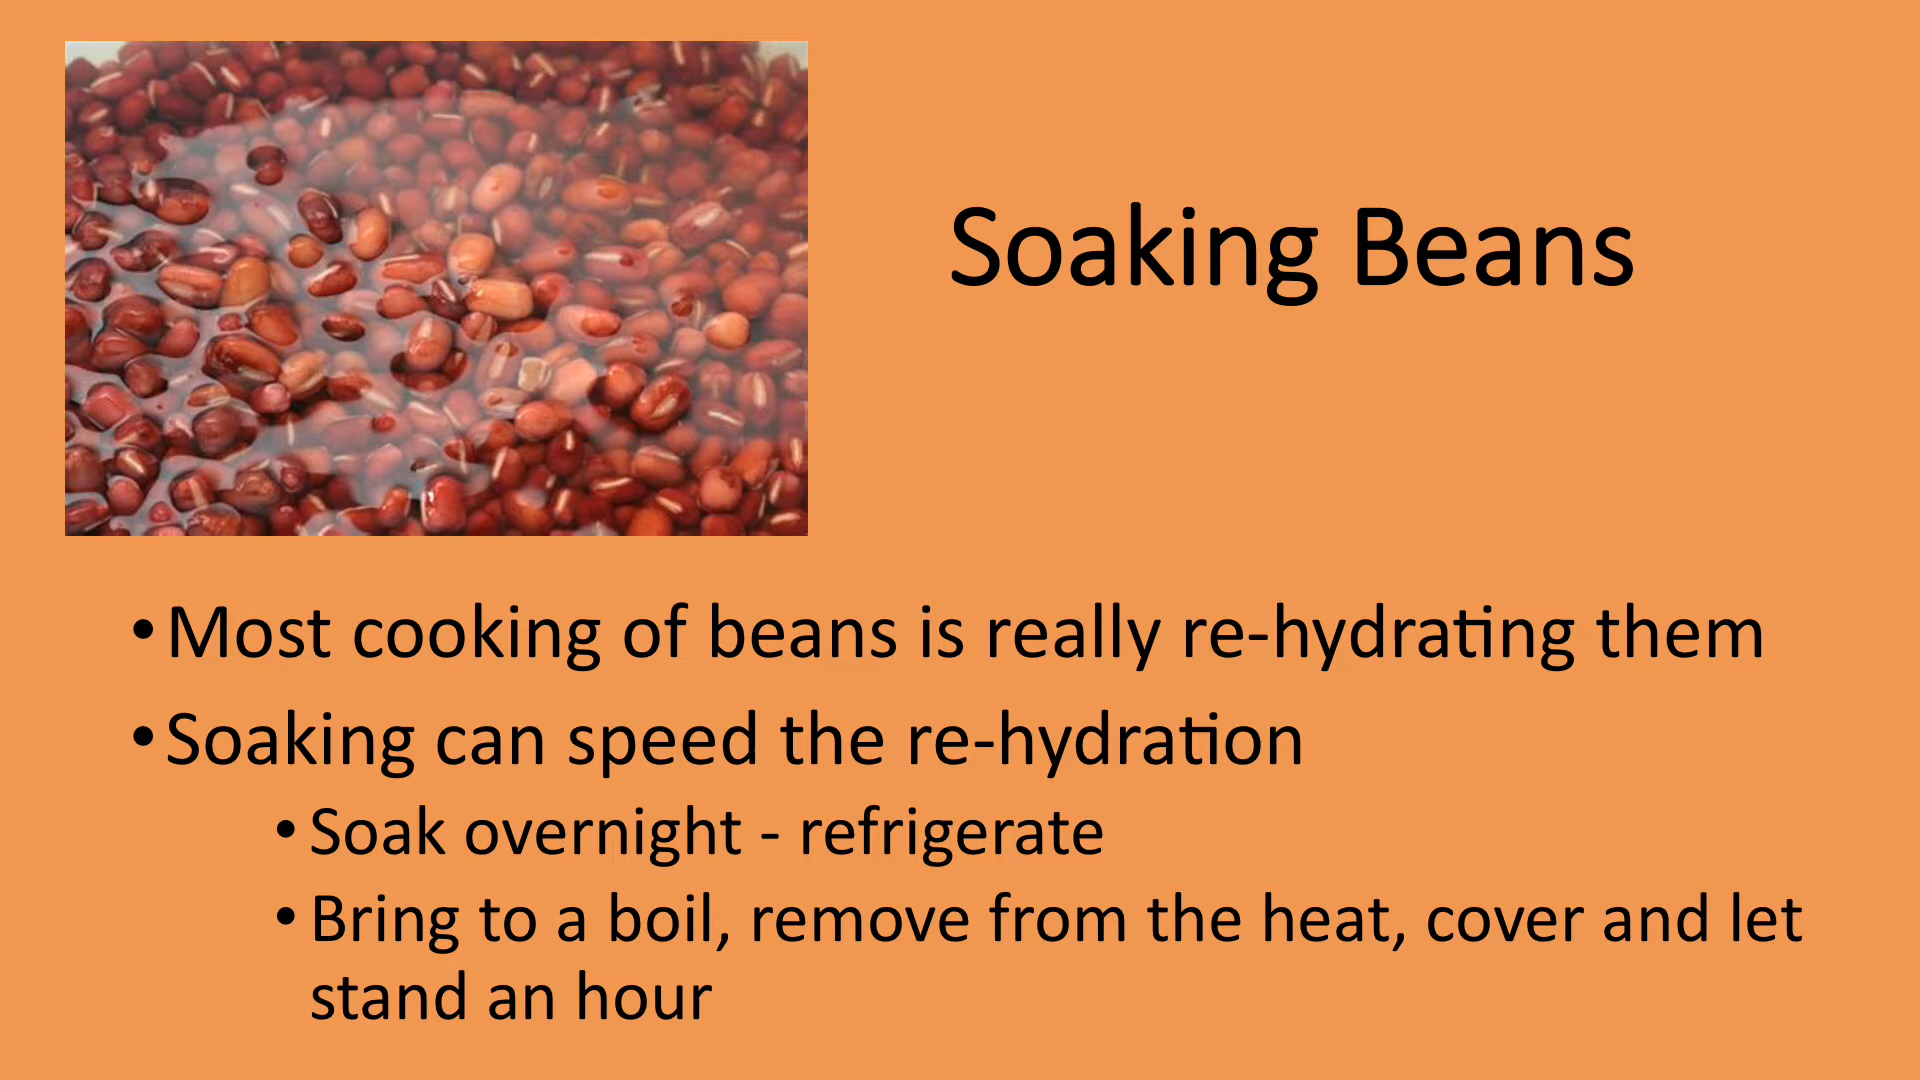 Soaking Beans
•Most cooking of beans is really re-hydrating them
•Soaking can speed the re-hydration
•Soak overnight - refrigerate
•Bring to a boil, remove from the heat, cover and let
stand an hour